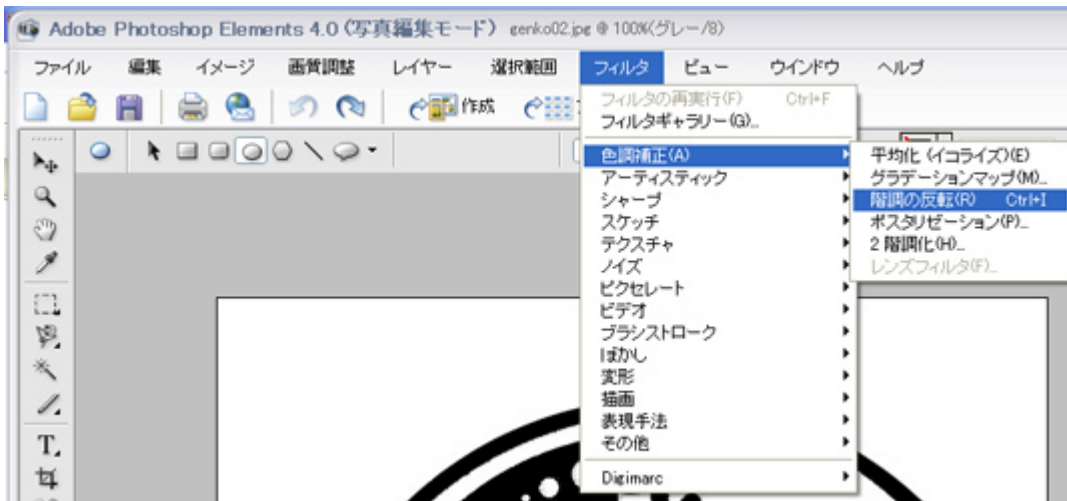 Adobe Photoshop Elements 4.0 (写真編集モード) genko02.jpg @ 100%(グレー/8)
ファイル 編集 イメージ 画質調整 レイヤー 選択範囲 フィルタ ビュー ウインドウ ヘルプ
作成
フィルタの再実行(F) Ctrl+F
フィルタギャラリー(G)...
色調補正(A)
アーティスティック
シャープ
スケッチ
テクスチャ
ノイズ
ピクセレート
ビデオ
ブラシストローク
ぼかし
変形
描画
表現手法
その他
Digimarc
平均化 (イコライズ)(E)
グラデーションマップ(M)...
階調の反転(R) Ctrl+I
ポスタリゼーション(P)...
2 階調化(H)...
レンズフィルタ(F)...
T